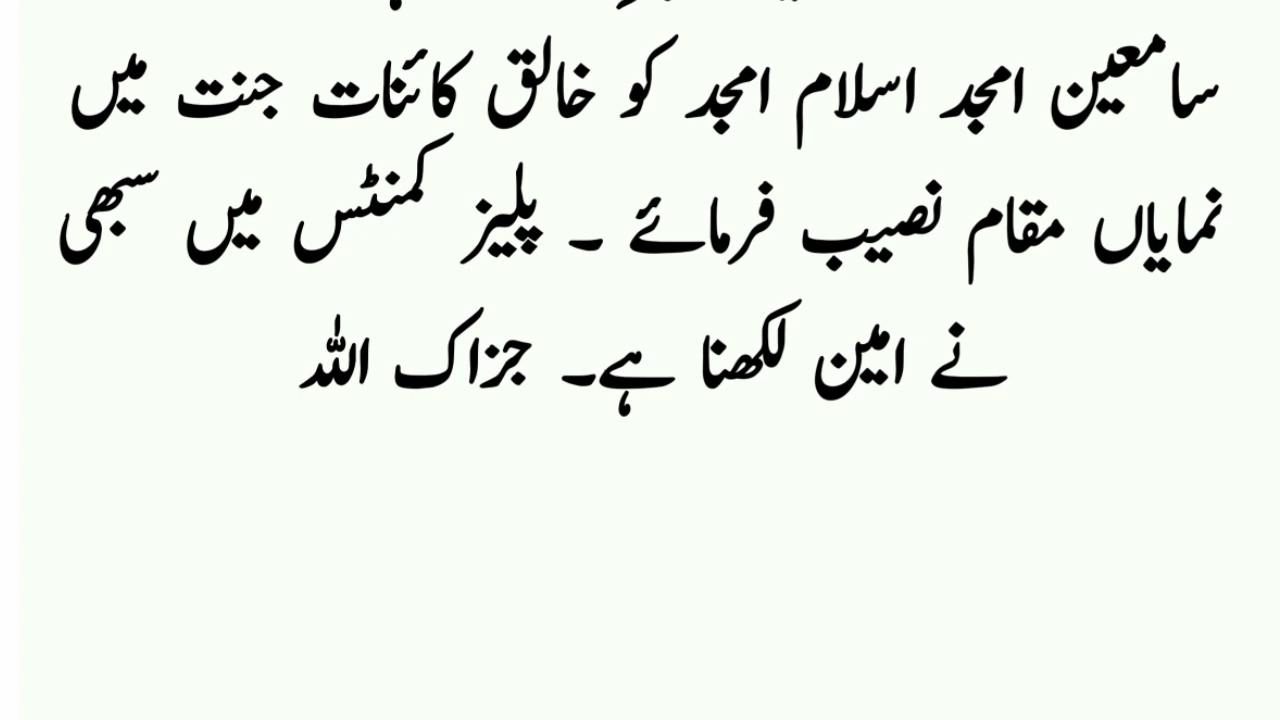 سامعین امجد اسلام امجد کو خالق کائنات جنت میں
نمایاں مقام نصیب فرمائے ۔ پلیز کمنٹس میں سبھی
نے امین لکھنا ہے۔ جزاک اللہ